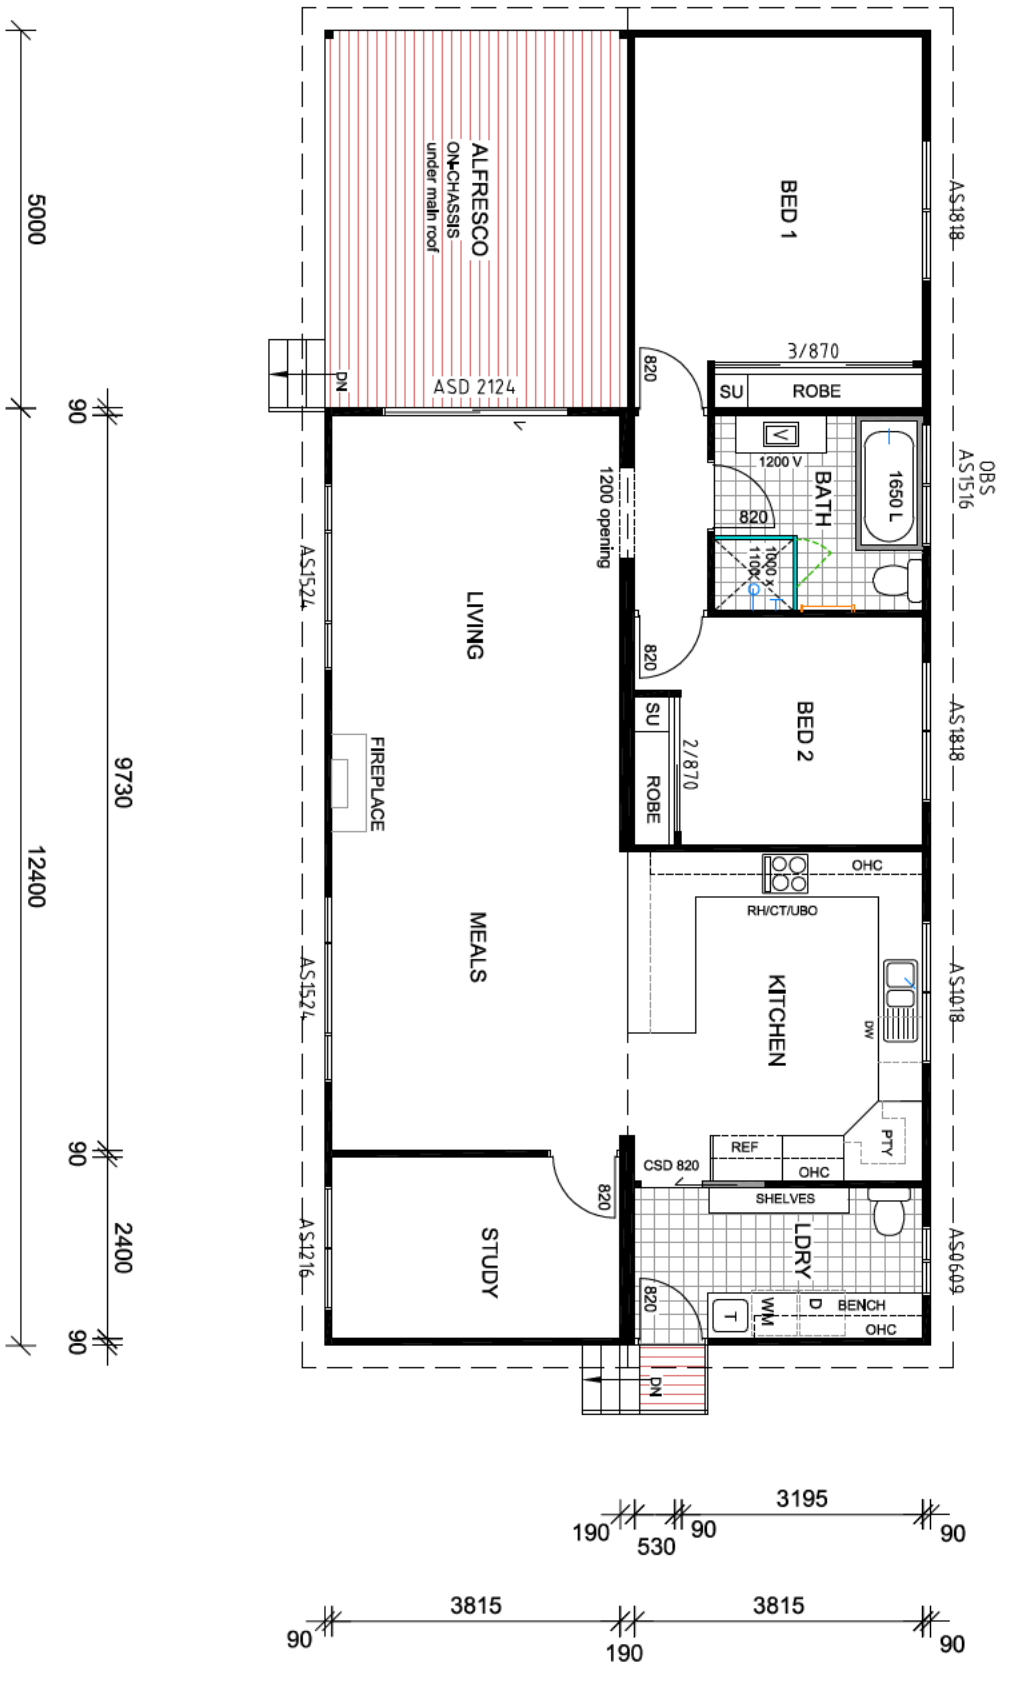 AS1818
BED 1
ALFRESCO
ON-CHASSIS
under main roof
5000
3/870
820
DN
ASD 2124
SU
ROBE
90
1200 V
V
BATH
1650 L
OBS
AS1516
1200 opening
820
1000 x
1100
AS1524
LIVING
820
BED 2
AS1818
SU
ROBE
2/870
FIREPLACE
9730
12400
OHC
RH/CT/UBO
MEALS
KITCHEN
AS1018
AS1524
DW
PTY
REF
OHC
90
CSD 820
820
SHELVES
STUDY
LDRY
AS1216
AS0609
2400
820
T
WM
D
BENCH
OHC
90
DN
3195
190
530
90
90
3815
3815
90
190
90